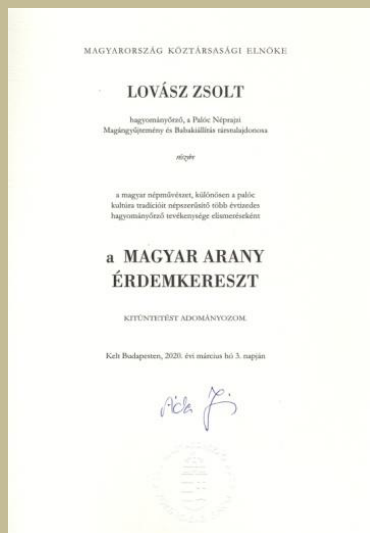 MAGYARORSZÁG KÖZTÁRSASÁGI ELNÖKE
LOVÁSZ ZSOLT
hagyományőrző, a Palóc Néprajzi
Magángyűjtemény és Babakiállítás társtulajdonosa
részére
a magyar népművészet, különösen a palóc
kultúra tradícióit népszerűsítő több évtizedes
hagyományőrző tevékenysége elismeréseként
a MAGYAR ARANY
ÉRDEMKERESZT
KITÜNTETÉST ADOMÁNYOZOM.
Kelt Budapesten, 2020. évi március hó 3. napján